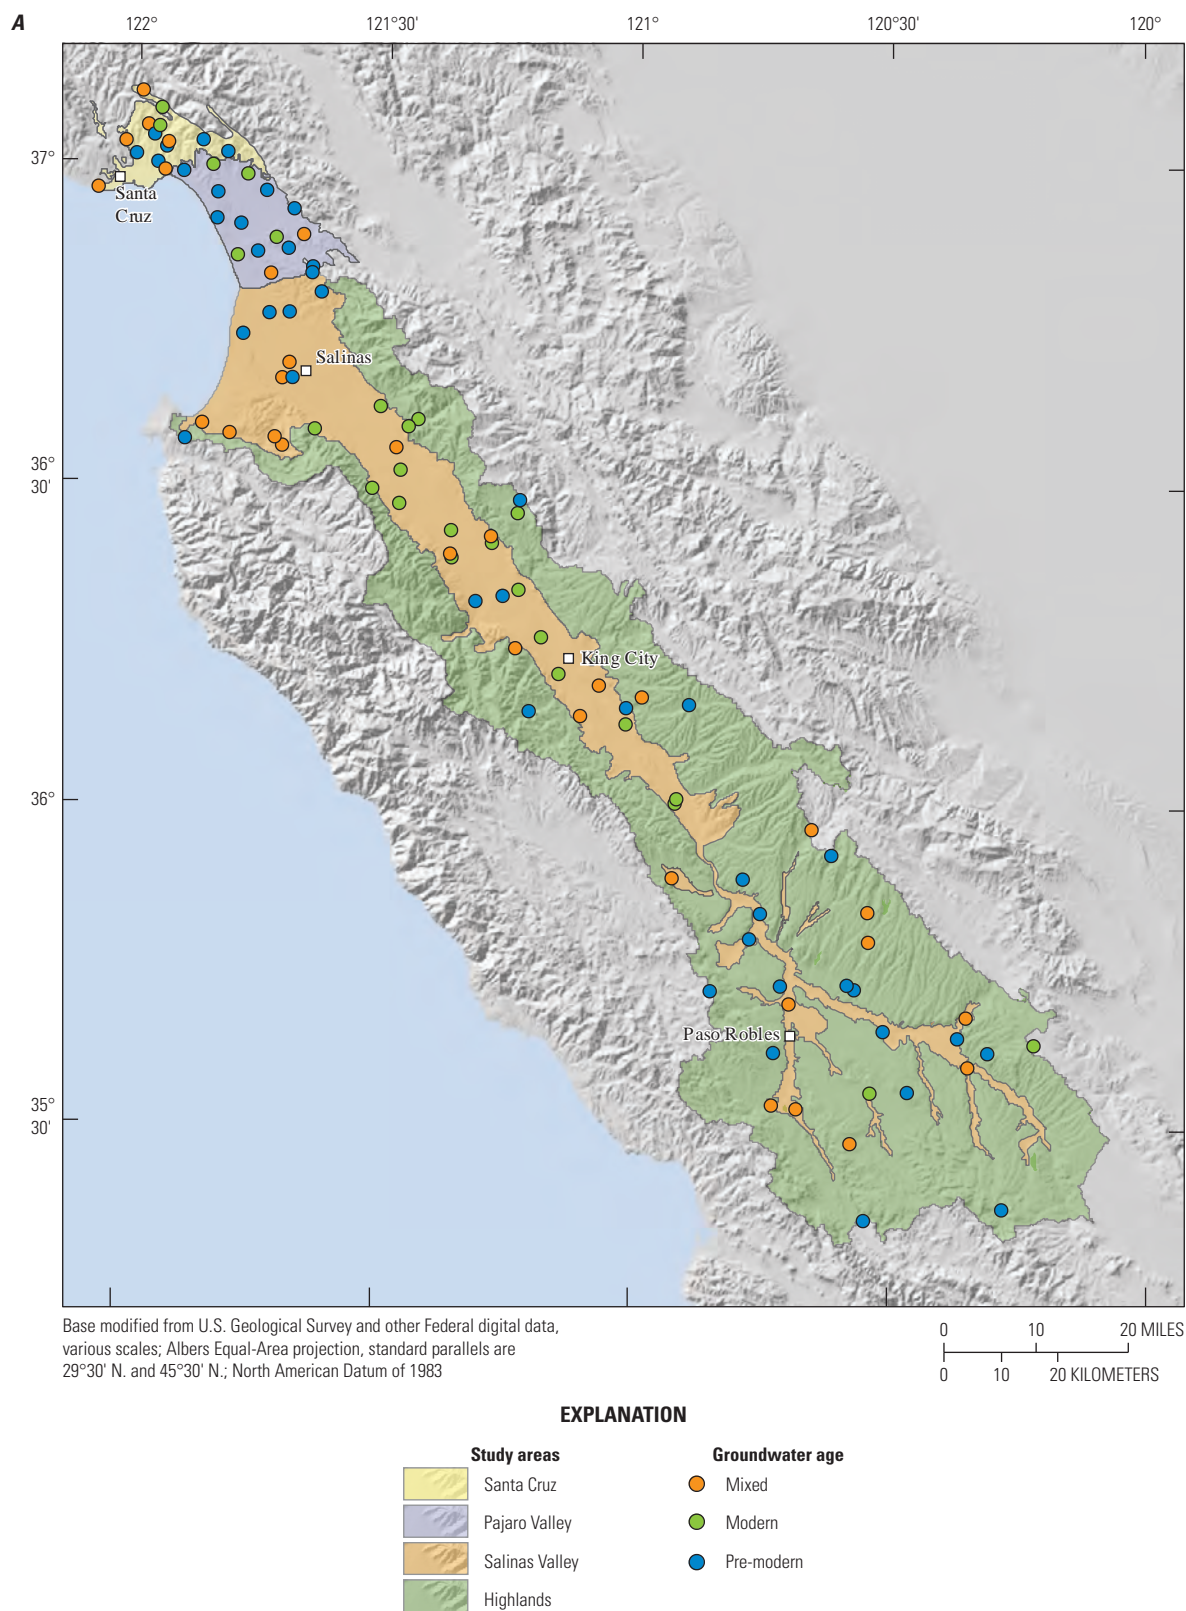 A
122° 121°30' 121° 120°30' 120°
37°
Santa
Cruz
Salinas
36°
30'
King City
36°
Paso Robles
35°
30'
Base modified from U.S. Geological Survey and other Federal digital data,
various scales; Albers Equal-Area projection, standard parallels are
29°30' N. and 45°30' N.; North American Datum of 1983
0 10 20 MILES
0 10 20 KILOMETERS
EXPLANATION
Study areas
Santa Cruz
Pajaro Valley
Salinas Valley
Highlands
Groundwater age
Mixed
Modern
Pre-modern